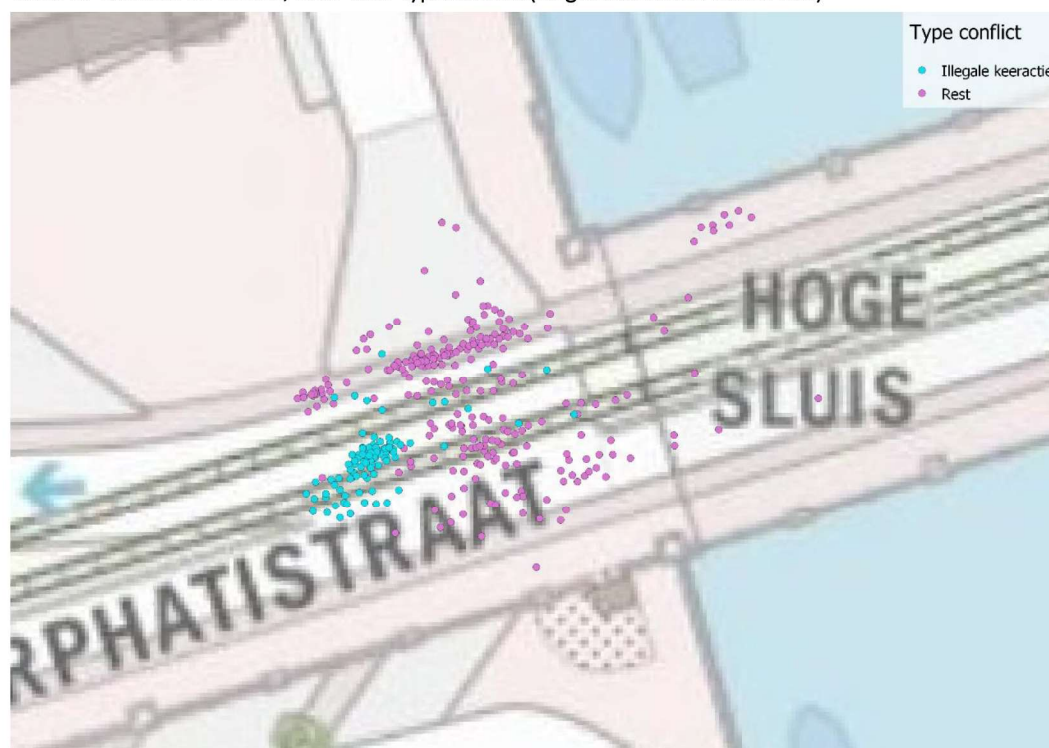 Type conflict
Illegale keeractie
Rest
HOGE
SLUIS
RPHATISTRAAT